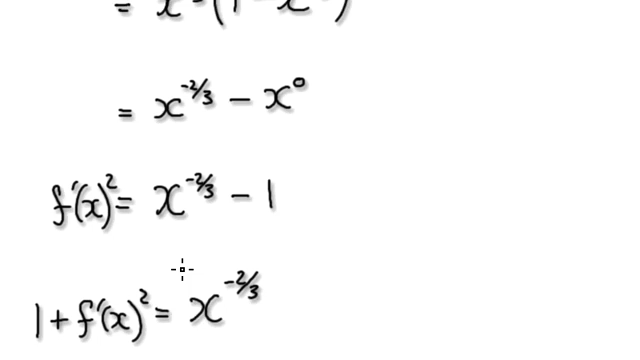 = x^{-2/3} - x^0
f'(x)^2 = x^{-2/3} - 1
1 + f'(x)^2 = x^{-2/3}